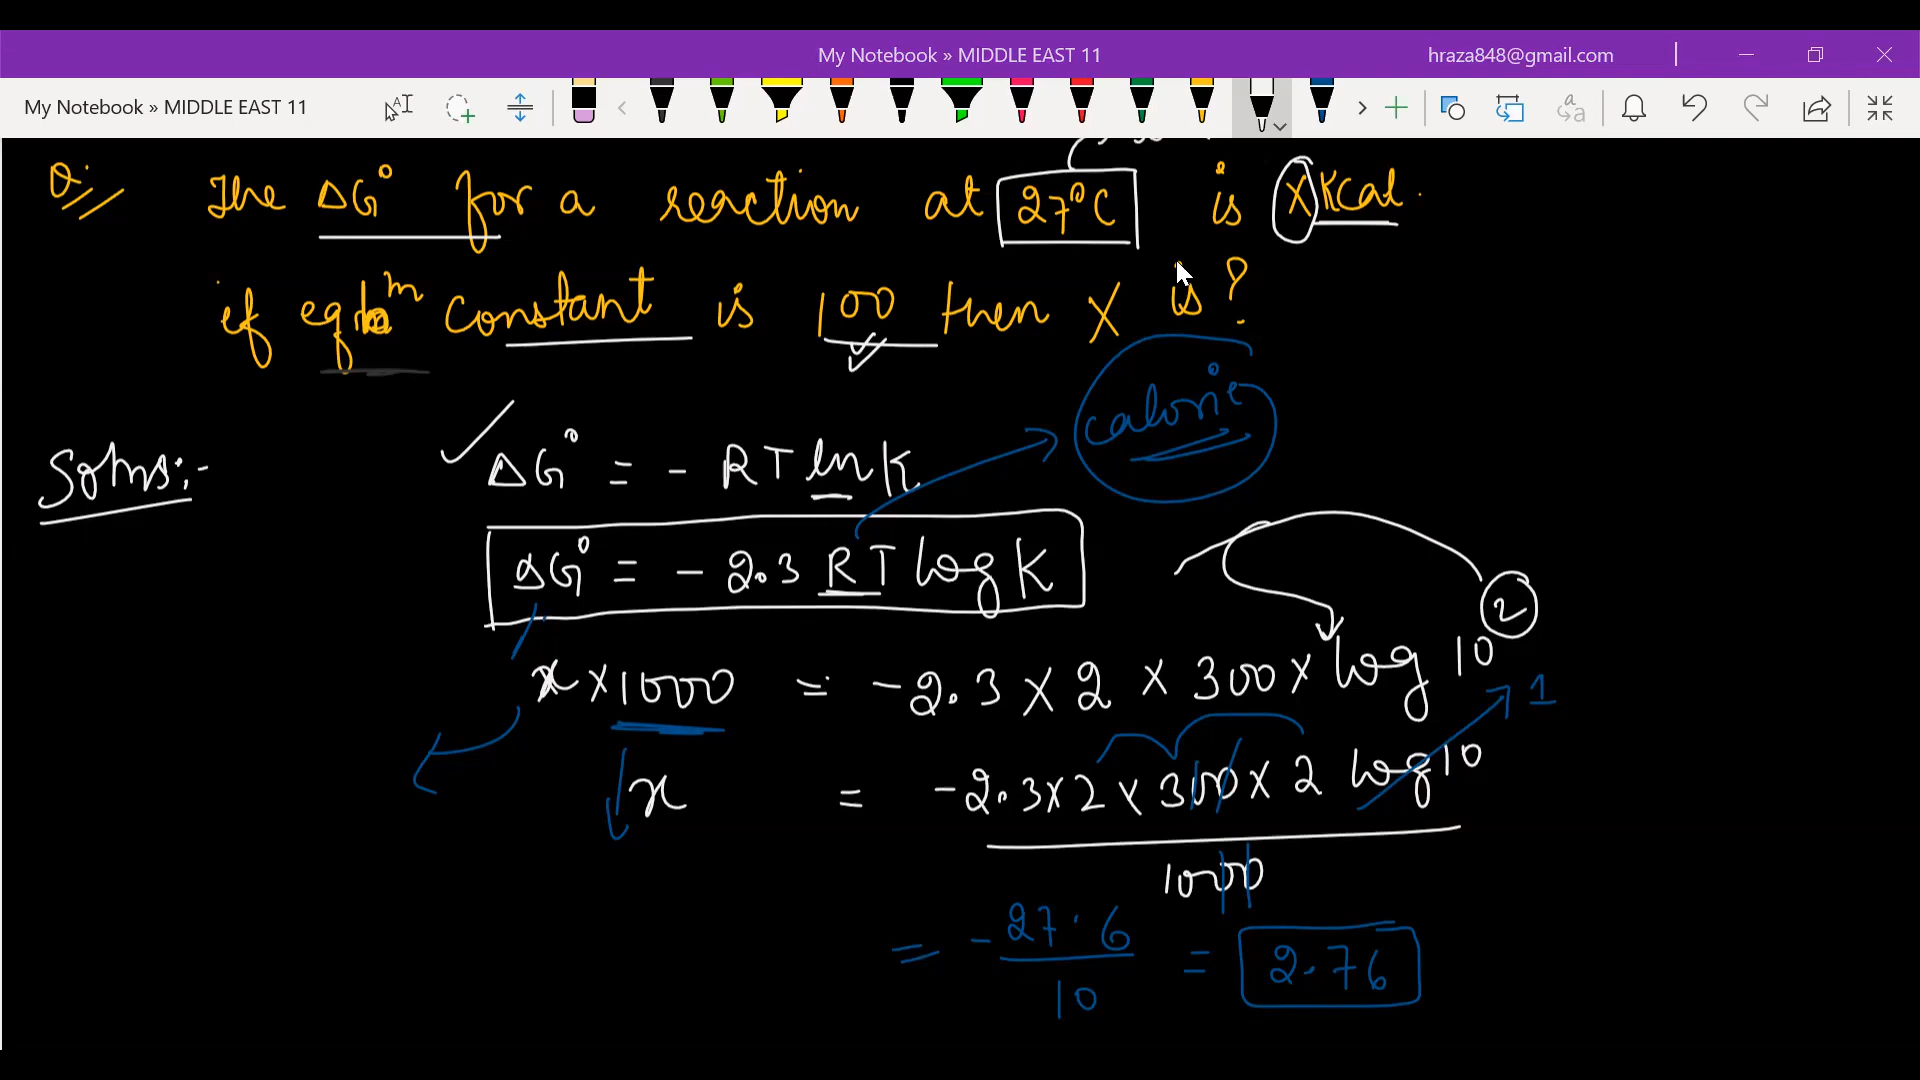 My Notebook » MIDDLE EAST 11
hraza848@gmail.com
My Notebook » MIDDLE EAST 11
Q:// The ΔG° for a reaction at 27°C is X Kcal.
if eqbm constant is 100 then X is?
calorie
Solns:-
ΔG° = - RT ln K
ΔG° = - 2.3 RT log K
x × 1000 = -2.3 × 2 × 300 × log 10²
1
x = -2.3 × 2 × 300 × 2 log 10
1000
= - 27.6 / 10 = 2.76